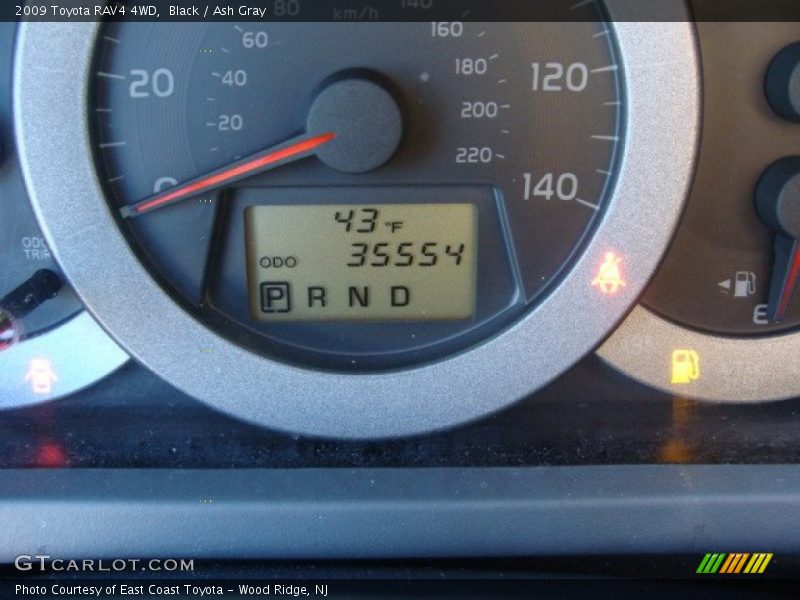 2009 Toyota RAV4 4WD,  Black / Ash Gray
80 km/h 140
60 160
20 40 180 120
20 200
0 220 140
43 °F
ODO 35554
P R N D
ODO
TRIP
E
GTCARLOT.COM
Photo Courtesy of East Coast Toyota - Wood Ridge, NJ